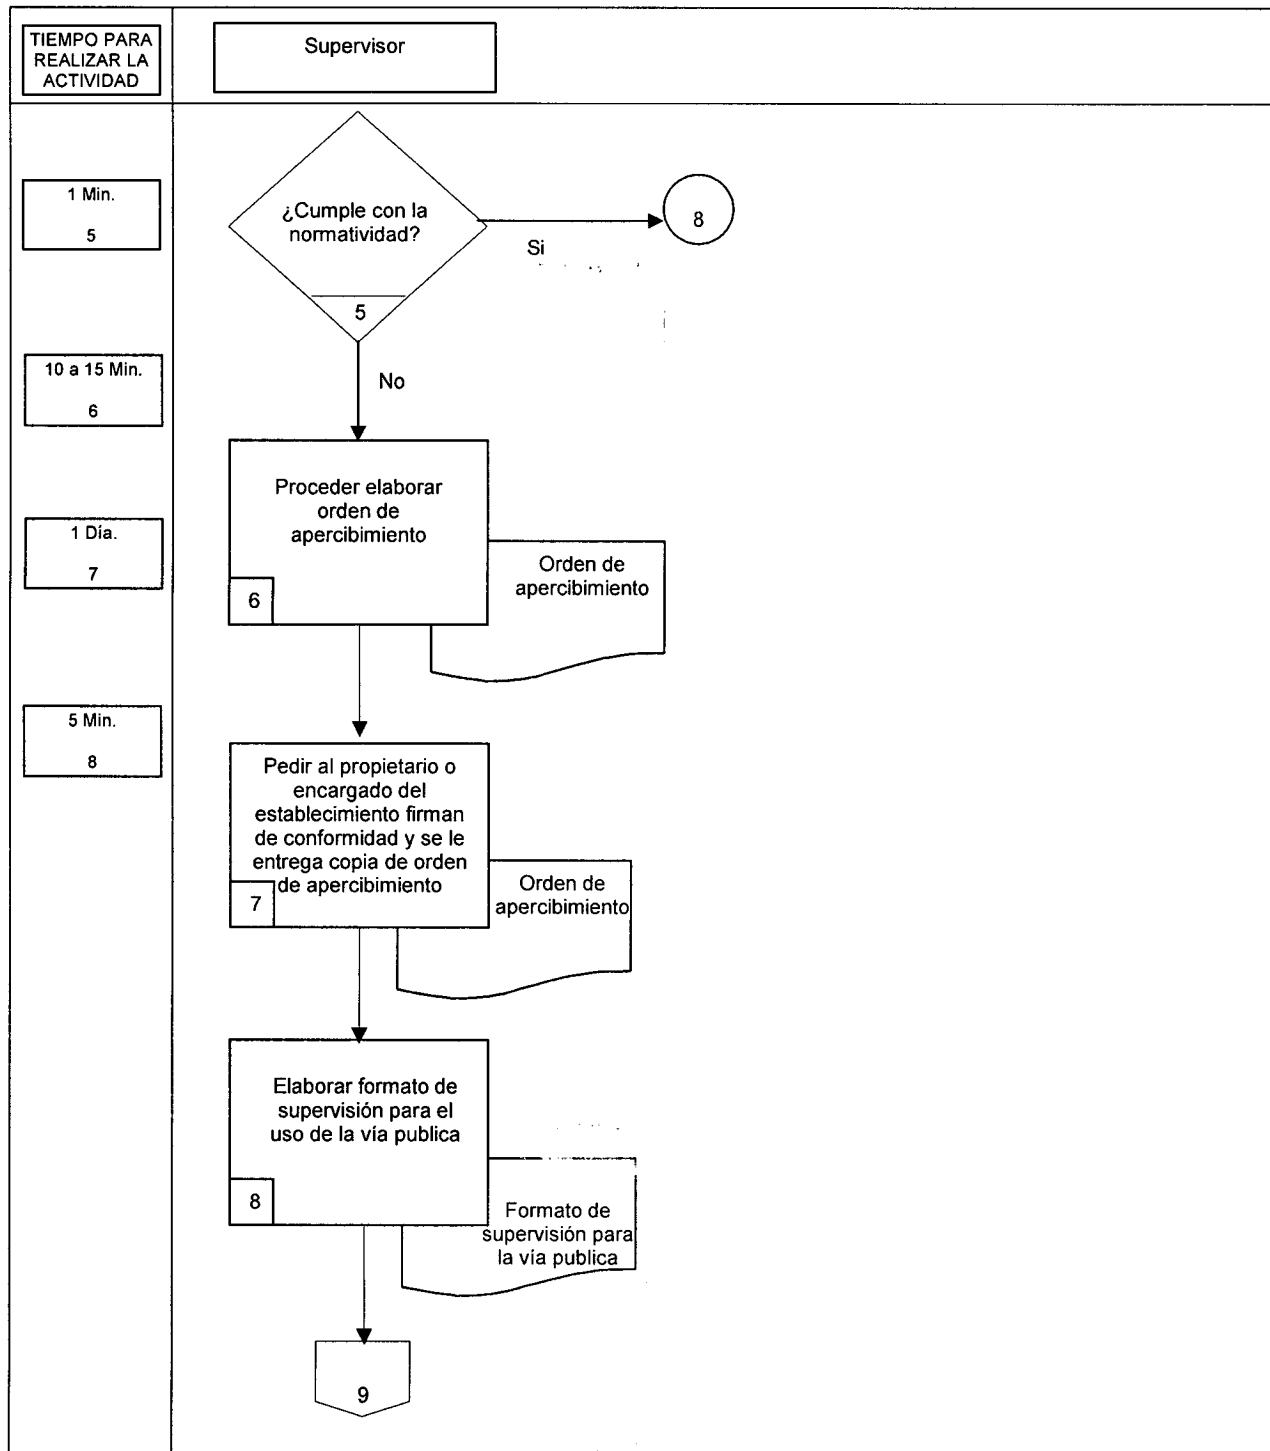 TIEMPO PARA
REALIZAR LA
ACTIVIDAD
Supervisor
1 Min.
5
¿Cumple con la
normatividad?
5
Si
8
10 a 15 Min.
6
No
Proceder elaborar
orden de
apercibimiento
6
Orden de
apercibimiento
1 Día.
7
5 Min.
8
Pedir al propietario o
encargado del
establecimiento firman
de conformidad y se le
entrega copia de orden
de apercibimiento
7
Orden de
apercibimiento
Elaborar formato de
supervisión para el
uso de la vía publica
8
Formato de
supervisión para
la vía publica
9